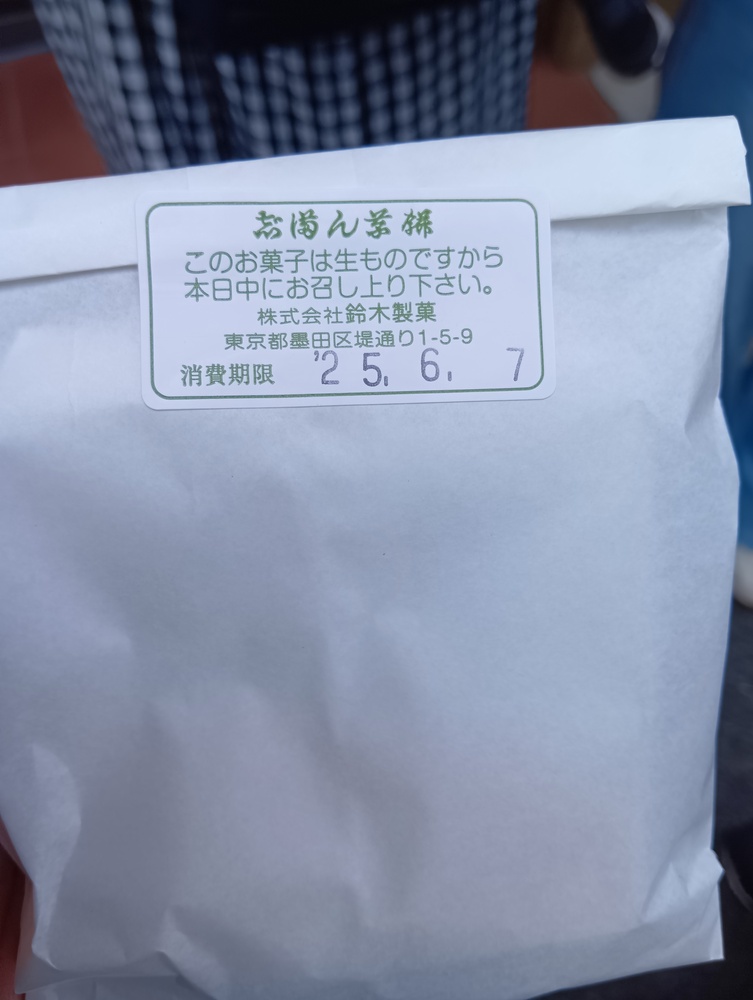 志゛満ん草餅
このお菓子は生ものですから
本日中にお召し上り下さい。
株式会社鈴木製菓
東京都墨田区堤通り1-5-9
消費期限 '25. 6. 7